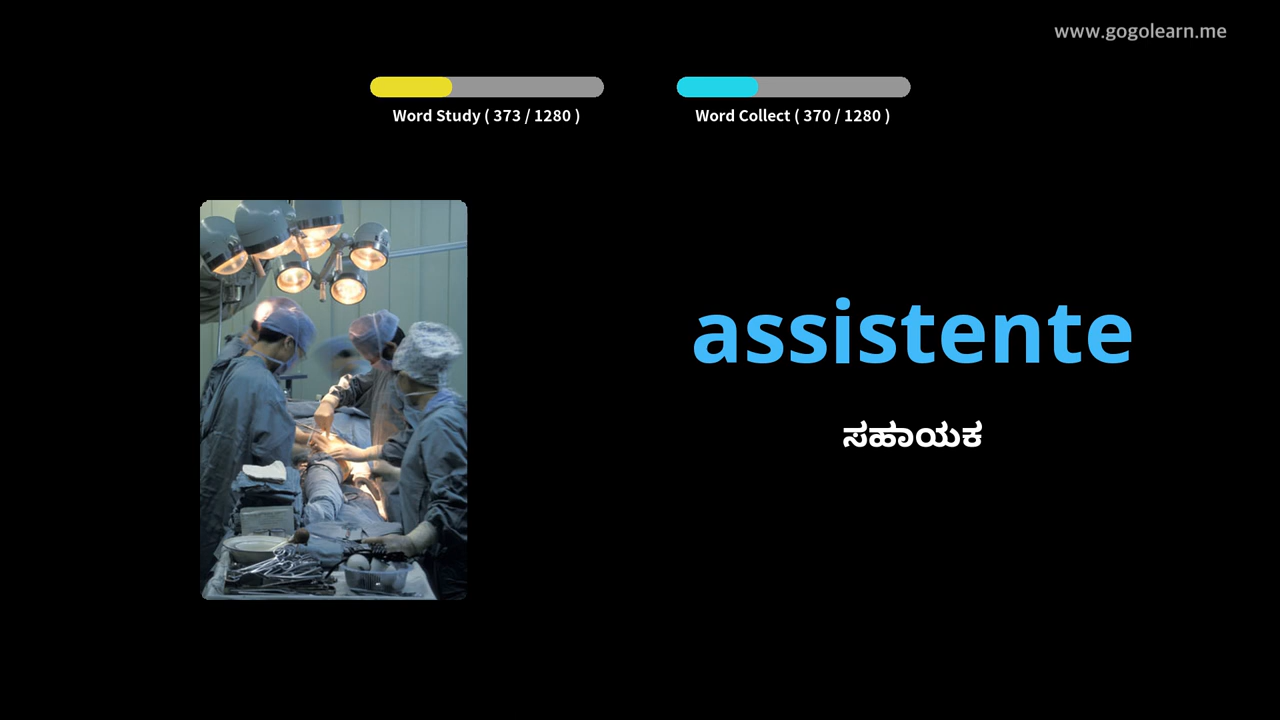 www.gogolearn.me
Word Study ( 373 / 1280 )
Word Collect ( 370 / 1280 )
assistente
ಸಹಾಯಕ